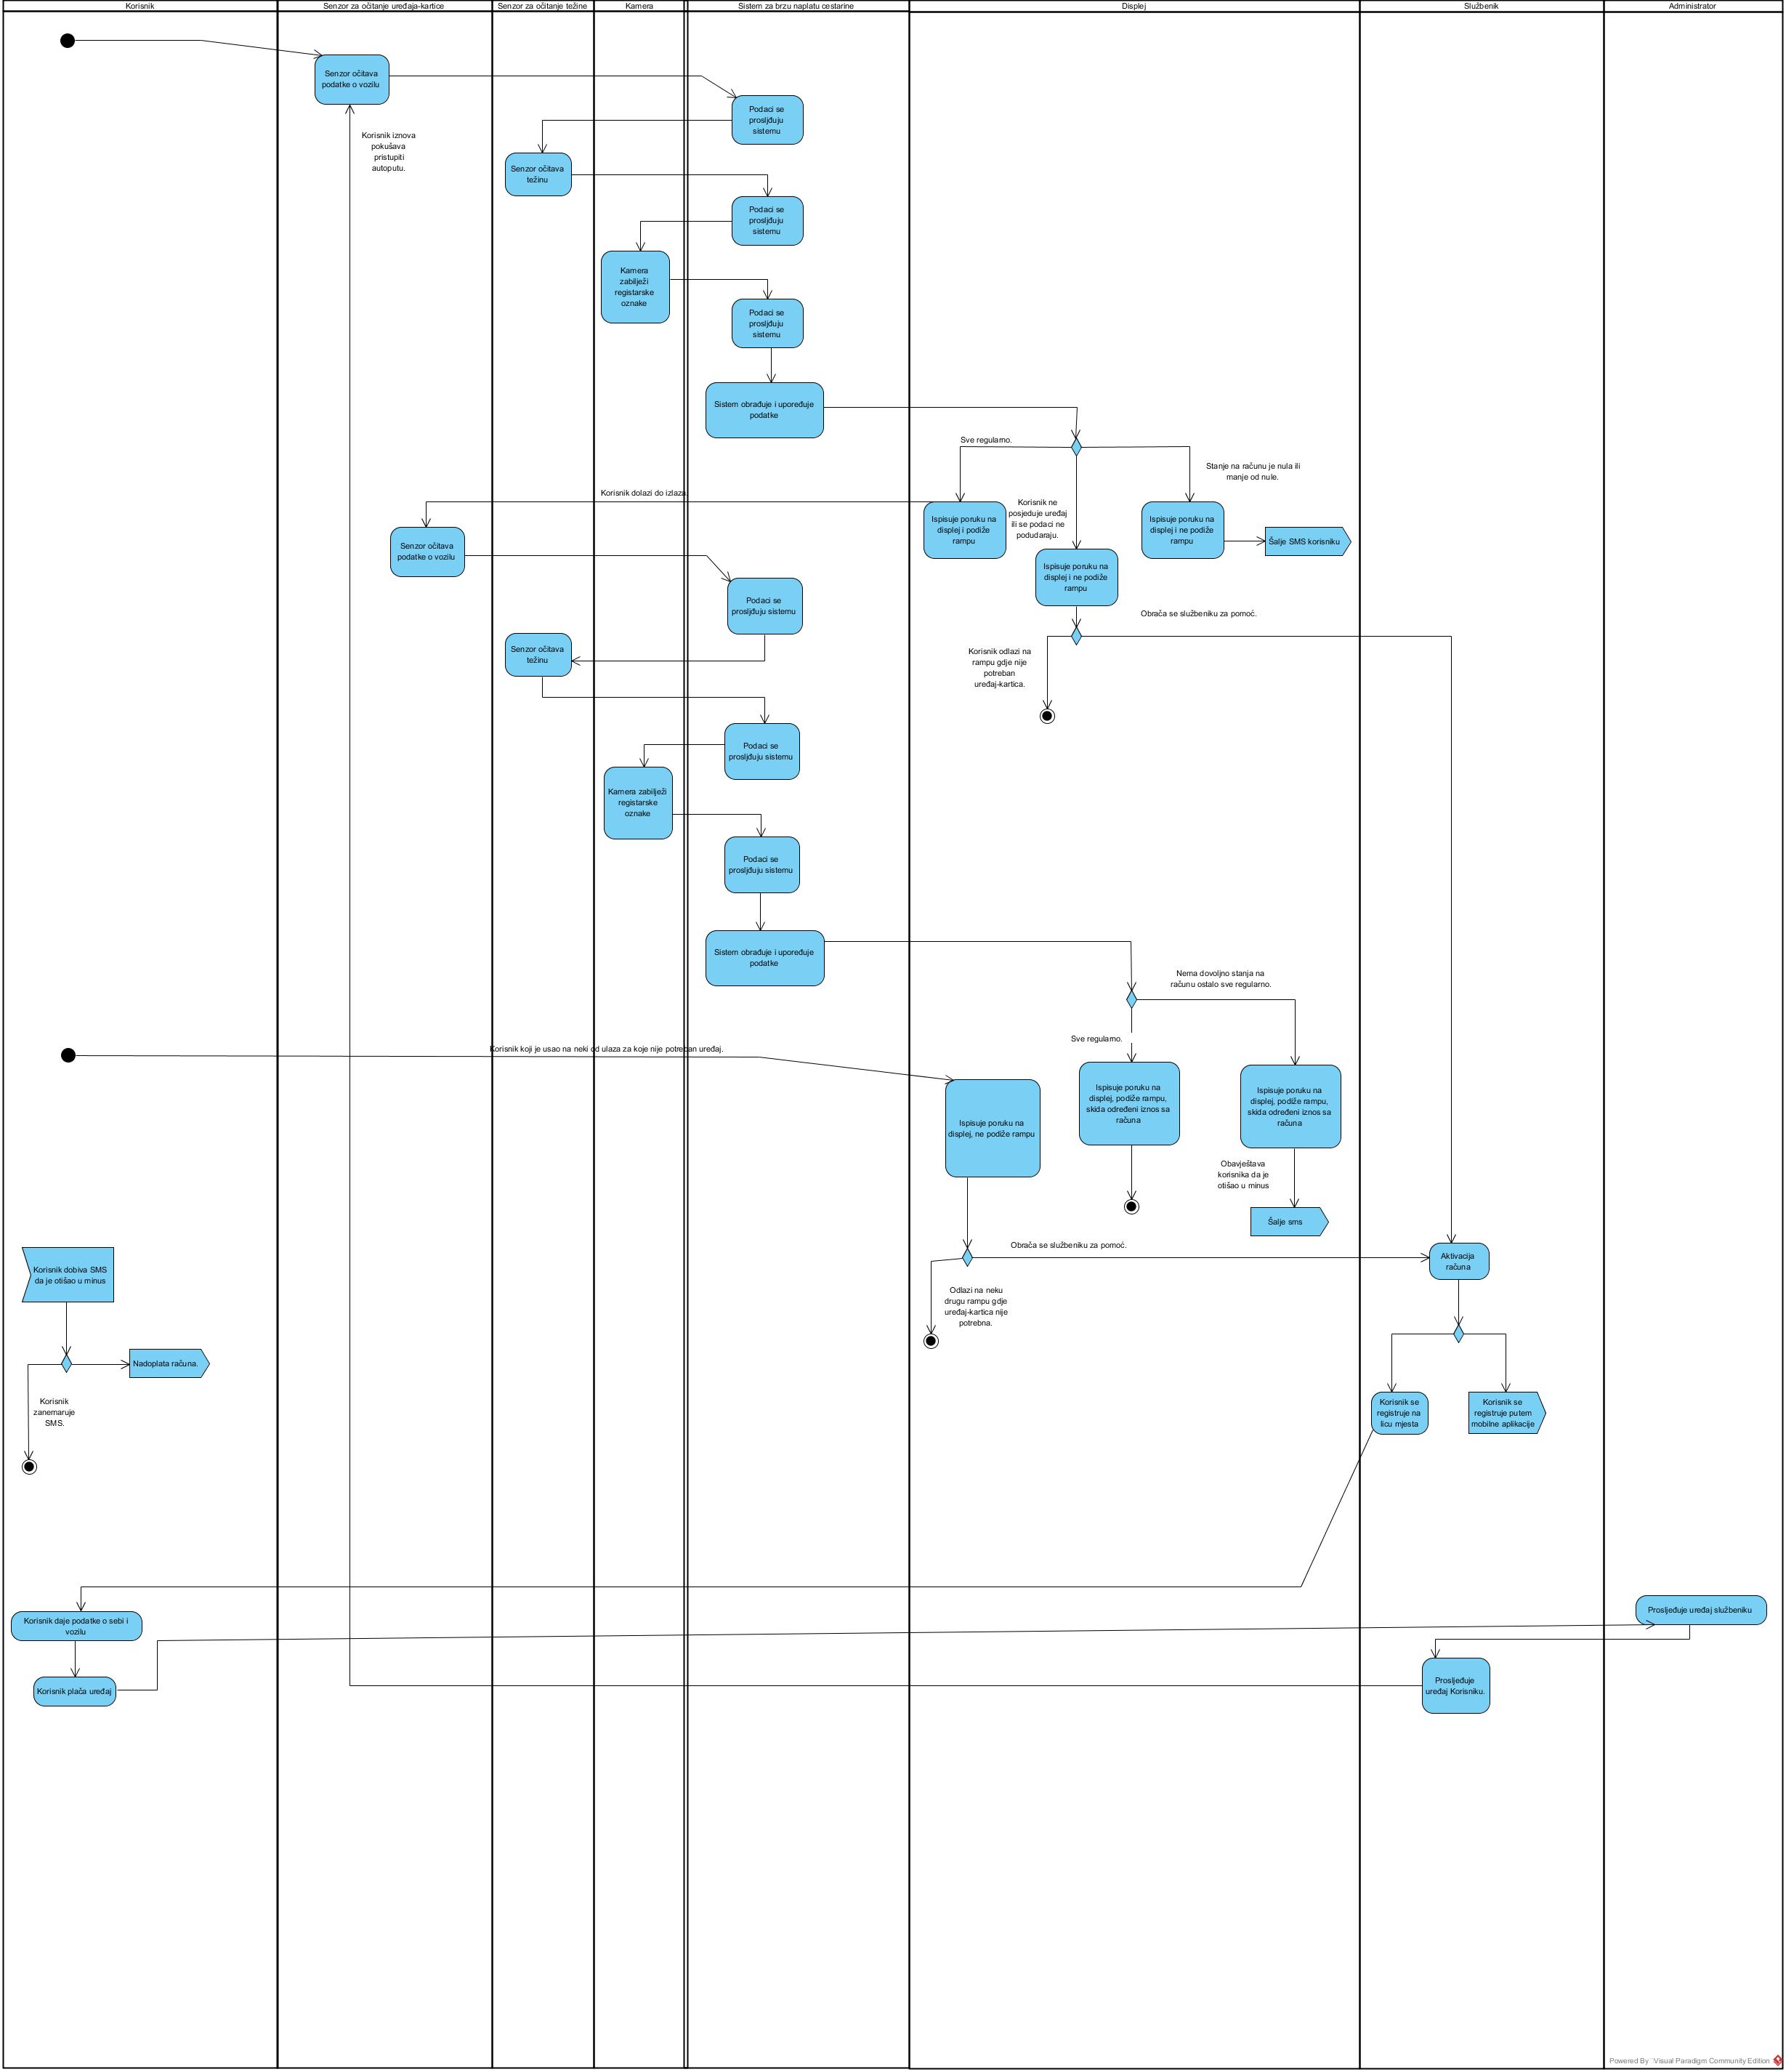 Korisnik
Senzor za očitanje uređaja-kartice
Senzor za očitanje težine
Kamera
Sistem za brzu naplatu cestarine
Displej
Službenik
Administrator
Senzor očitava
podatke o vozilu
Podaci se
prosljđuju
sistemu
Korisnik iznova
pokušava
pristupiti
autoputu.
Senzor očitava
težinu
Podaci se
prosljđuju
sistemu
Kamera
zabilježi
registarske
oznake
Podaci se
prosljđuju
sistemu
Sistem obrađuje i upoređuje
podatke
Sve regularno.
Stanje na računu je nula ili
manje od nule.
Korisnik dolazi do izlaza.
Ispisuje poruku na
displej i podiže
rampu
Korisnik ne
posjeduje uređaj
ili se podaci ne
podudaraju.
Ispisuje poruku na
displej i ne podiže
rampu
Šalje SMS korisniku
Senzor očitava
podatke o vozilu
Ispisuje poruku na
displej i ne podiže
rampu
Podaci se
prosljđuju sistemu
Obrača se službeniku za pomoć.
Senzor očitava
težinu
Korisnik odlazi na
rampu gdje nije
potreban
uređaj-kartica.
Podaci se
prosljđuju sistemu
Kamera zabilježi
registarske
oznake
Podaci se
prosljđuju sistemu
Sistem obrađuje i upoređuje
podatke
Nema dovoljno stanja na
računu ostalo sve regularno.
Sve regularno.
Korisnik koji je usao na neki od ulaza za koje nije potreban uređaj.
Ispisuje poruku na
displej, ne podiže rampu
Ispisuje poruku na
displej, podiže rampu,
skida određeni iznos sa
računa
Ispisuje poruku na
displej, podiže rampu,
skida određeni iznos sa
računa
Obavještava
korisnika da je
otišao u minus
Šalje sms
Obrača se službeniku za pomoć.
Aktivacija
računa
Korisnik dobiva SMS
da je otišao u minus
Odlazi na neku
drugu rampu gdje
uređaj-kartica nije
potrebna.
Nadoplata računa.
Korisnik
zanemaruje
SMS.
Korisnik se
registruje na
licu mjesta
Korisnik se
registruje putem
mobilne aplikacije
Korisnik daje podatke o sebi i
vozilu
Prosljeđuje uređaj službeniku
Korisnik plača uređaj
Prosljeđuje
uređaj Korisniku.
Powered By Visual Paradigm Community Edition